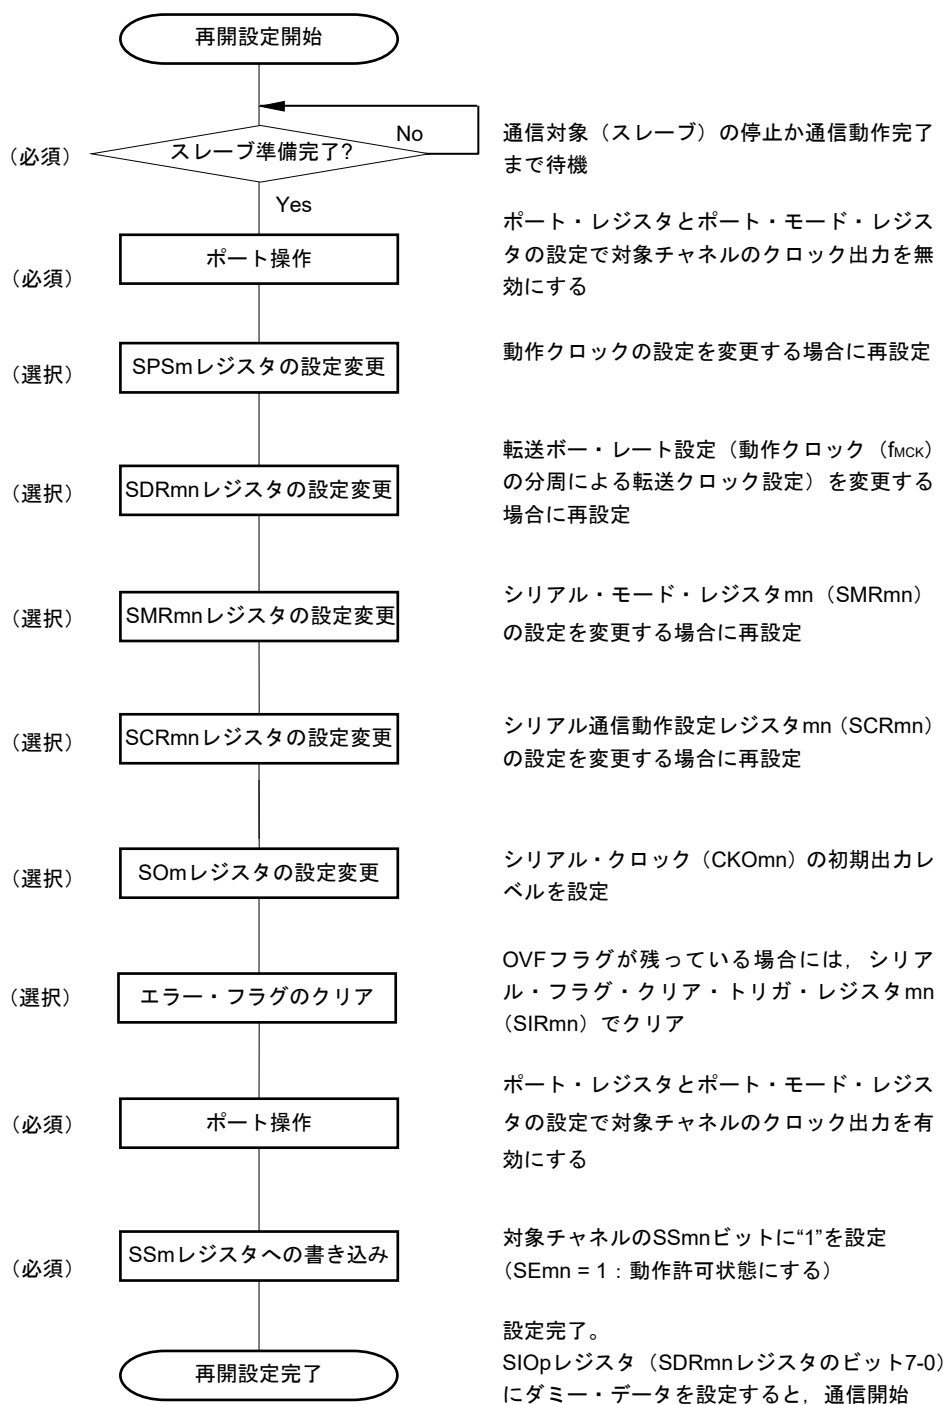 再開設定開始
No
（必須）
スレーブ準備完了?
通信対象（スレーブ）の停止か通信動作完了
まで待機
Yes
（必須）
ポート操作
ポート・レジスタとポート・モード・レジス
タの設定で対象チャネルのクロック出力を無
効にする
（選択）
SPSmレジスタの設定変更
動作クロックの設定を変更する場合に再設定
（選択）
SDRmnレジスタの設定変更
転送ボー・レート設定（動作クロック（fMCK）
の分周による転送クロック設定）を変更する
場合に再設定
（選択）
SMRmnレジスタの設定変更
シリアル・モード・レジスタmn（SMRmn）
の設定を変更する場合に再設定
（選択）
SCRmnレジスタの設定変更
シリアル通信動作設定レジスタmn（SCRmn）
の設定を変更する場合に再設定
（選択）
SOmレジスタの設定変更
シリアル・クロック（CKOmn）の初期出力レ
ベルを設定
（選択）
エラー・フラグのクリア
OVFフラグが残っている場合には，シリア
ル・フラグ・クリア・トリガ・レジスタmn
（SIRmn）でクリア
（必須）
ポート操作
ポート・レジスタとポート・モード・レジス
タの設定で対象チャネルのクロック出力を有
効にする
（必須）
SSmレジスタへの書き込み
対象チャネルのSSmnビットに“1”を設定
（SEmn = 1：動作許可状態にする）
再開設定完了
設定完了。
SIOpレジスタ（SDRmnレジスタのビット7-0）
にダミー・データを設定すると，通信開始